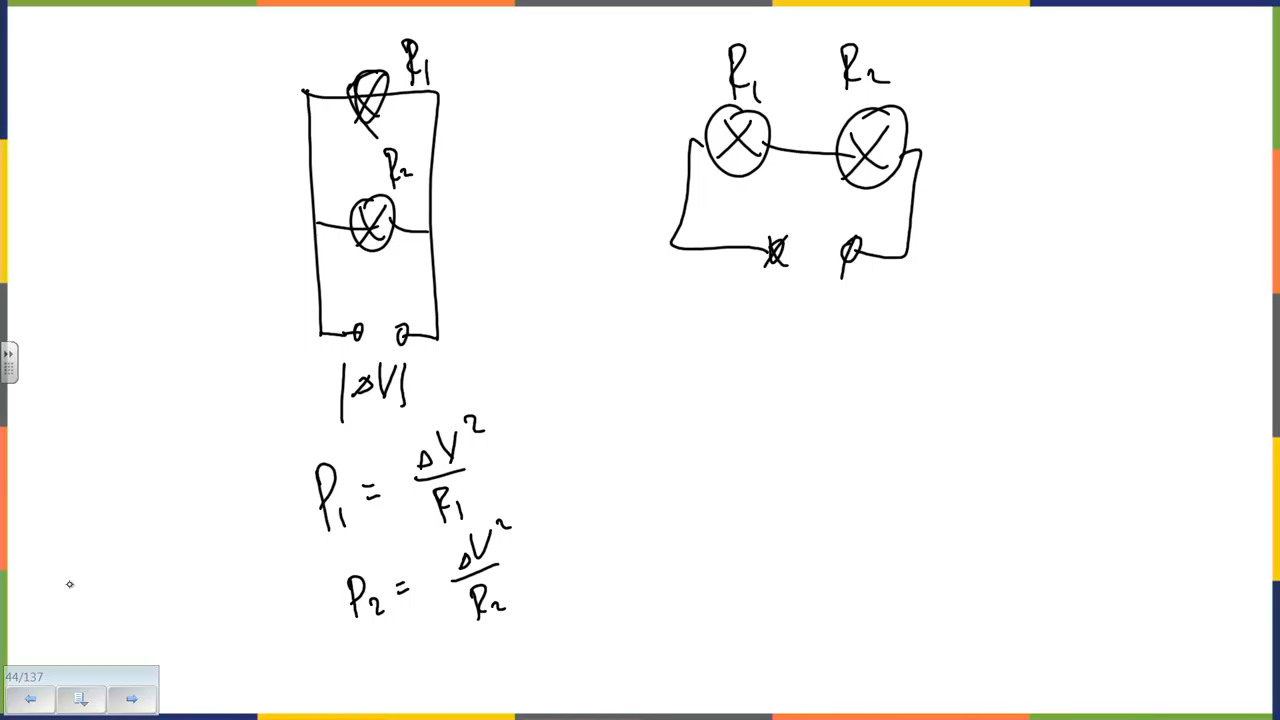 R₁
R₂
|ΔV|
P₁ = ΔV² / R₁
P₂ = ΔV² / R₂
R₁ R₂
44/137